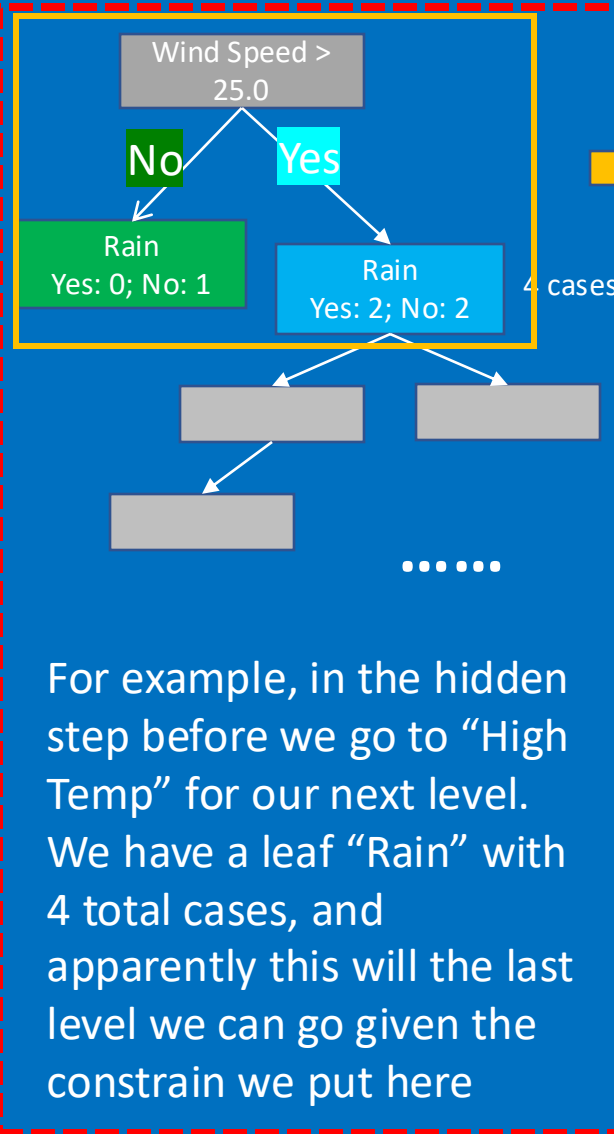 Wind Speed >
25.0
No
Yes
Rain
Yes: 0; No: 1
Rain
Yes: 2; No: 2
4 cases
......
For example, in the hidden
step before we go to “High
Temp” for our next level.
We have a leaf “Rain” with
4 total cases, and
apparently this will the last
level we can go given the
constrain we put here